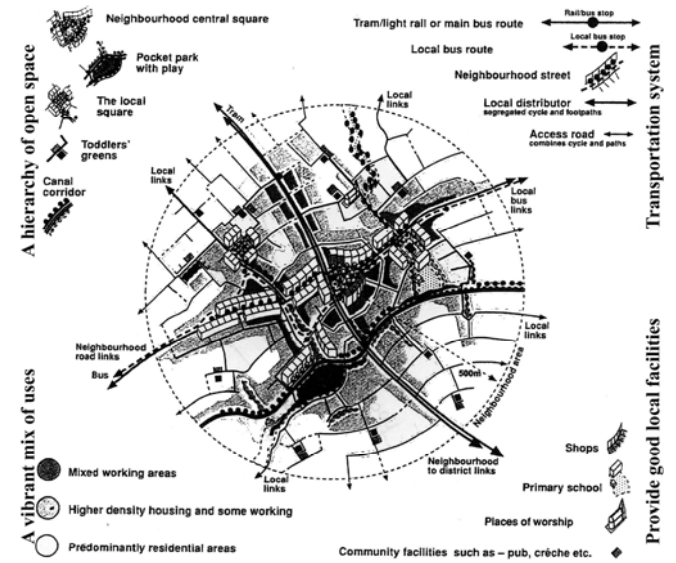 A hierarchy of open space
Neighbourhood central square
Pocket park
with play
The local
square
Toddlers'
greens
Canal
corridor
Transportation system
Tram/light rail or main bus route
Rail/bus stop
Local bus route
Local bus stop
Neighbourhood street
Local distributor
segregated cycle and footpaths
Access road
combines cycle and paths
Tram
Local
links
Local
links
Local
bus links
Local
links
Neighbourhood
road links
Bus
500m
Neighbourhood area
Neighbourhood
to district links
Local
links
A vibrant mix of uses
Mixed working areas
Higher density housing and some working
Predominantly residential areas
Provide good local facilities
Shops
Primary school
Places of worship
Community facilities such as – pub, crèche etc.